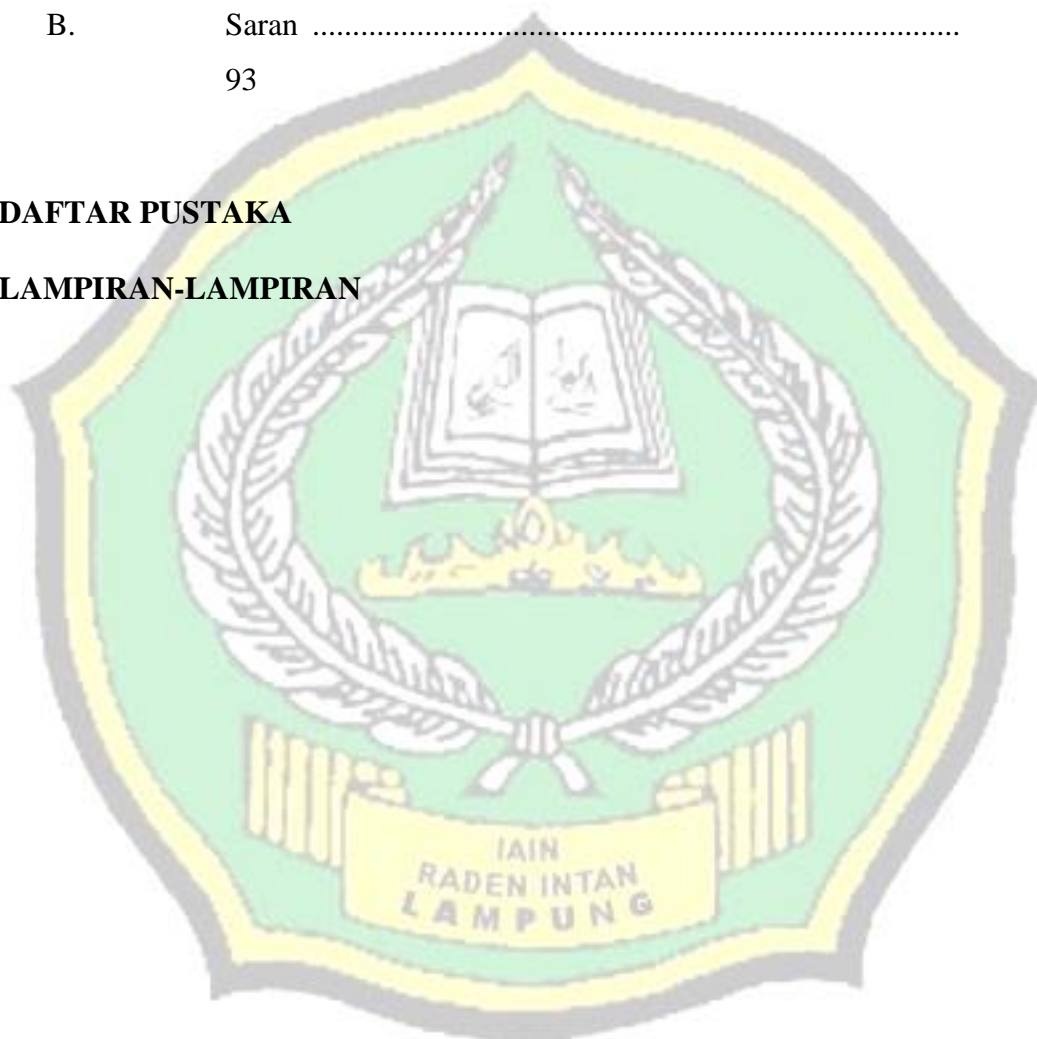 B. Saran ..................................................................................
93
DAFTAR PUSTAKA
LAMPIRAN-LAMPIRAN
IAIN
RADEN INTAN
LAMPUNG